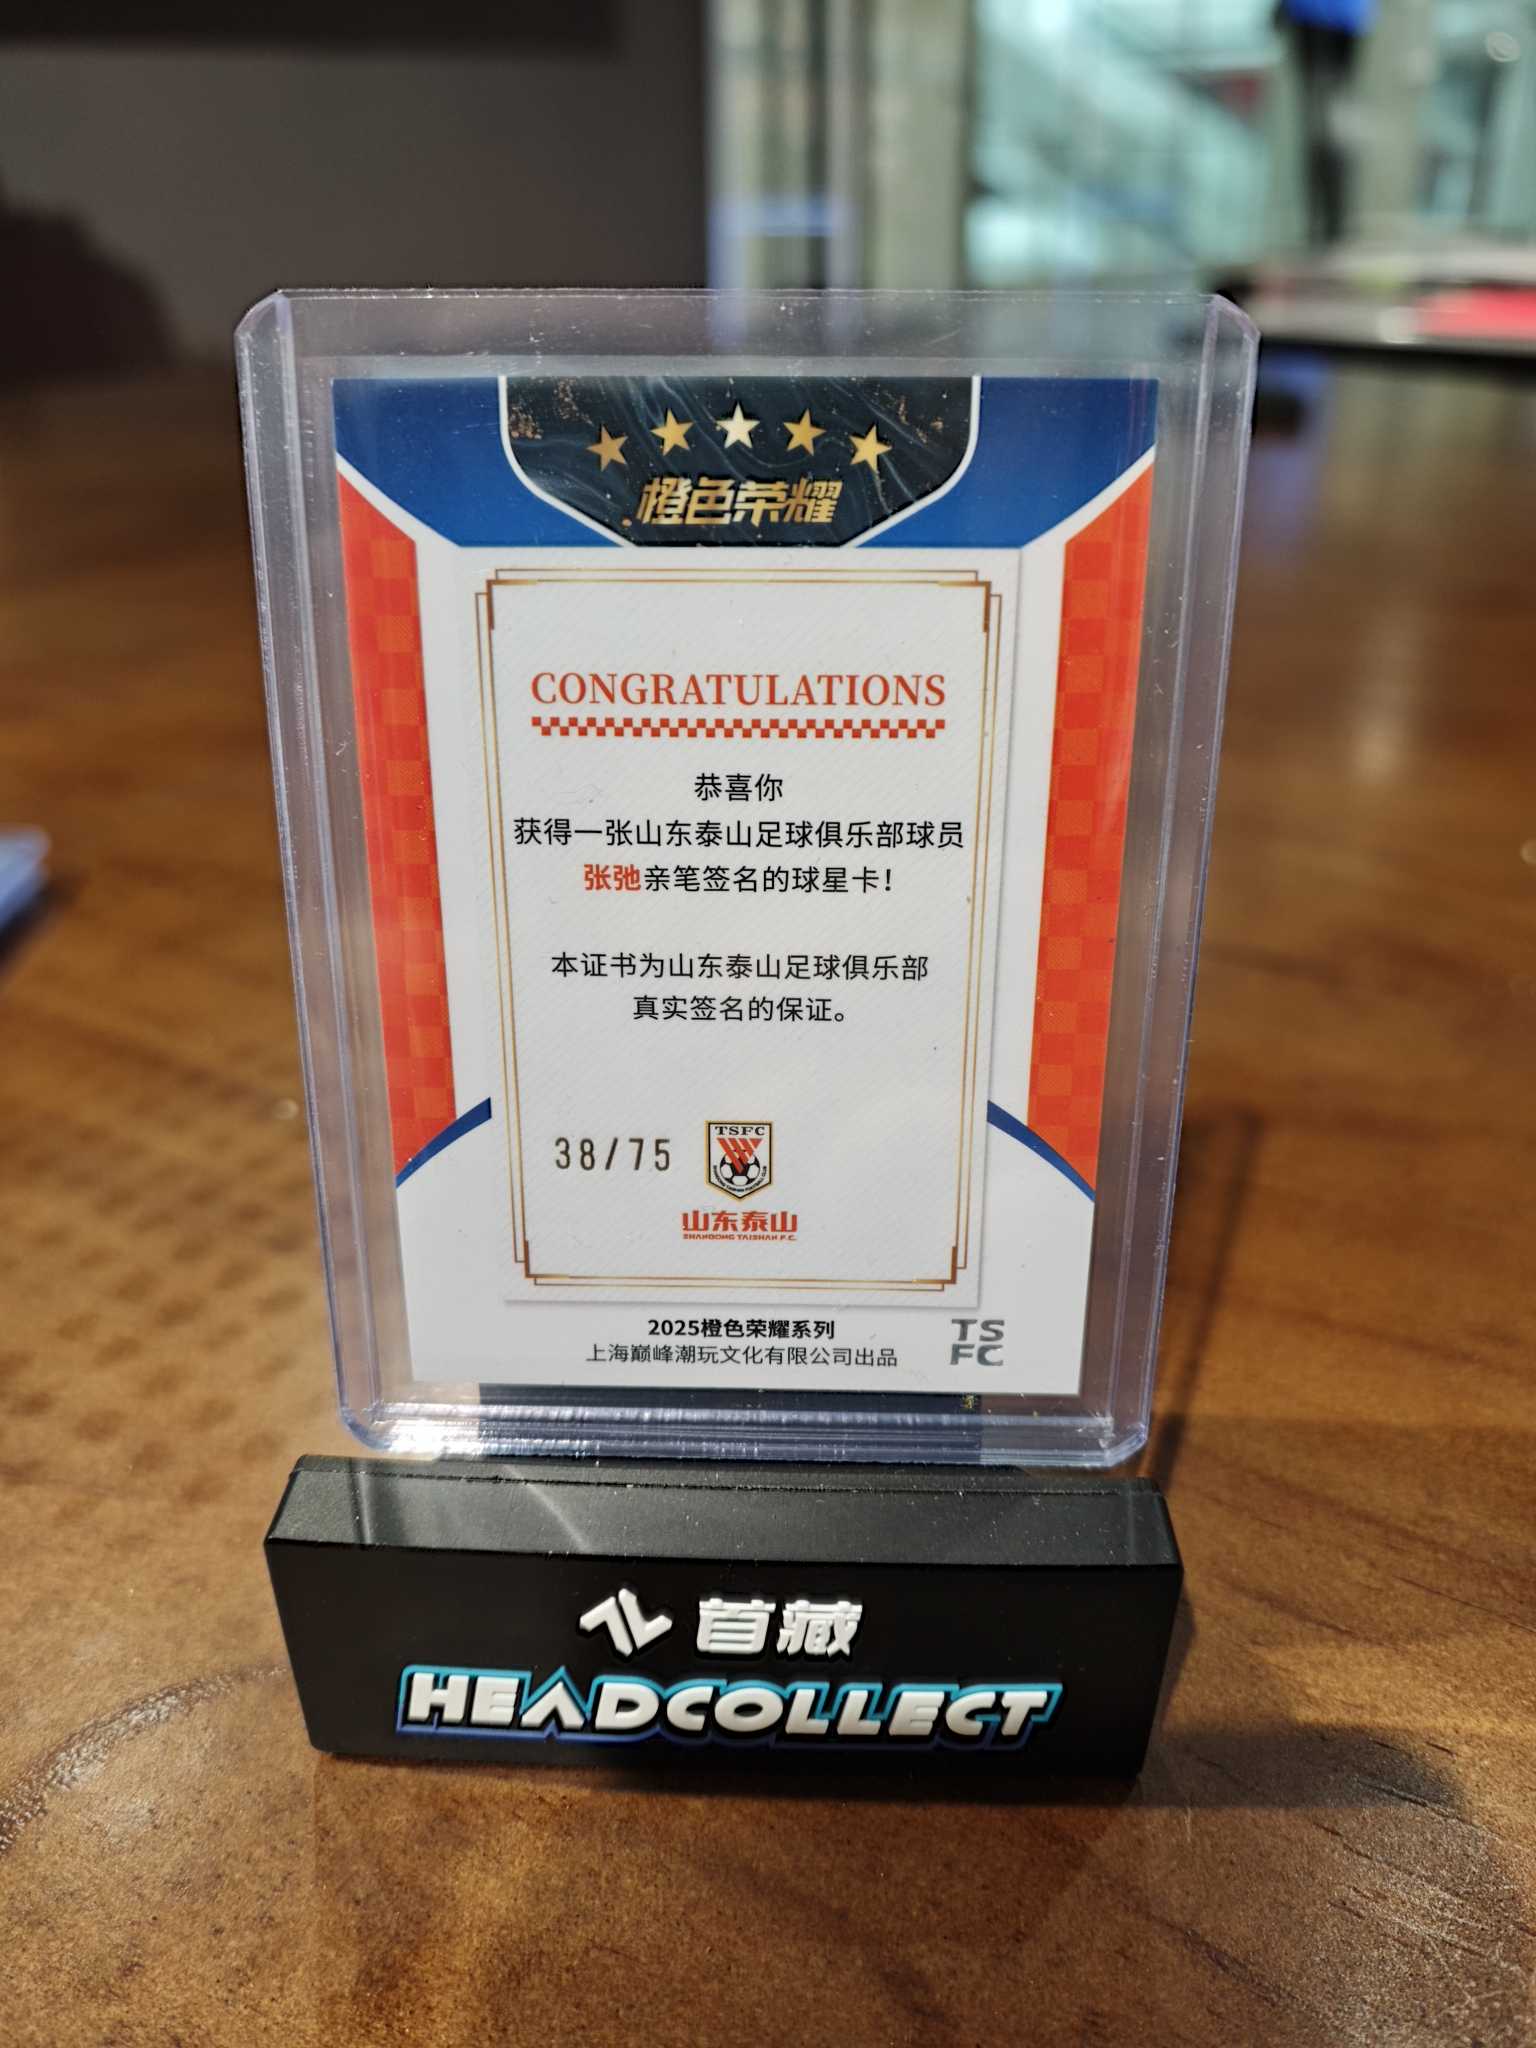 橙色荣耀
CONGRATULATIONS
恭喜你
获得一张山东泰山足球俱乐部球员
张弛亲笔签名的球星卡!
本证书为山东泰山足球俱乐部
真实签名的保证。
38/75
TSFC
山东泰山
SHANDONG TAISHAN F.C.
2025橙色荣耀系列
上海巅峰潮玩文化有限公司出品
TS
FC
首藏
HEADCOLLECT